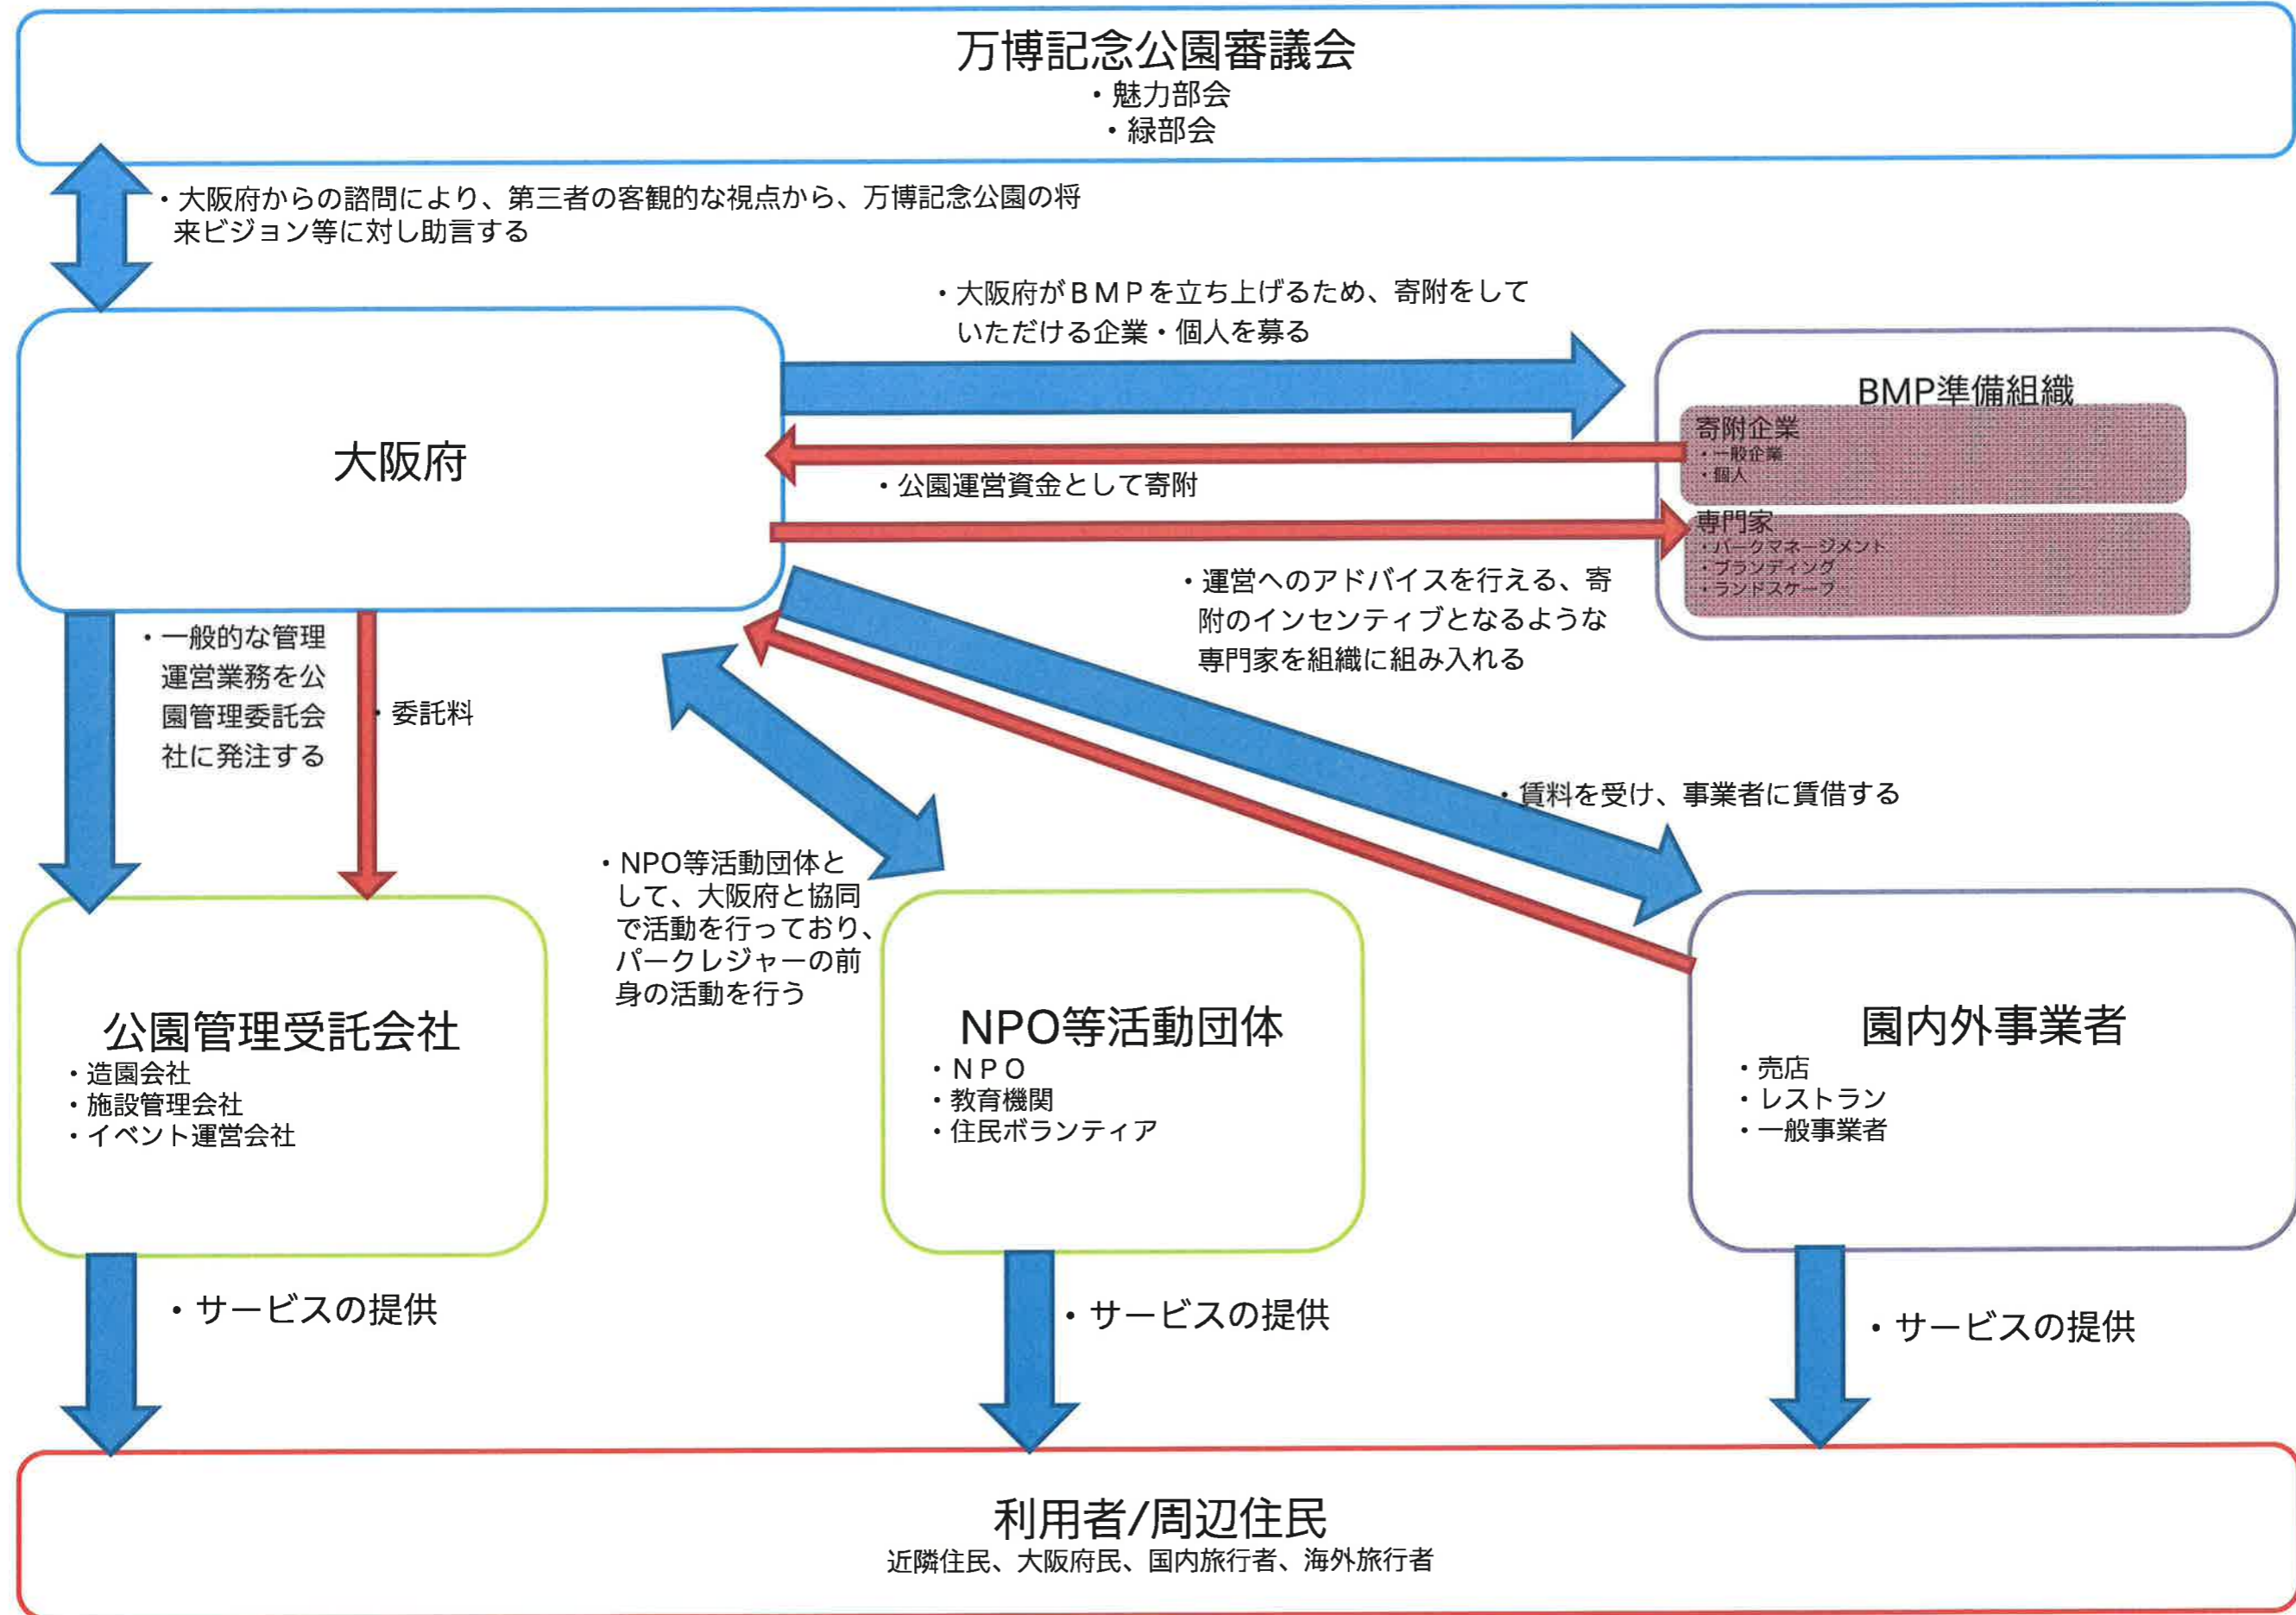 万博記念公園審議会
・魅力部会
・緑部会
・大阪府からの諮問により、第三者の客観的な視点から、万博記念公園の将
来ビジョン等に対し助言する
・大阪府がＢＭＰを立ち上げるため、寄附をして
いただける企業・個人を募る
BMP準備組織
寄附企業
・一般企業
・個人
大阪府
・公園運営資金として寄附
専門家
・パークマネージメント
・ブランディング
・ランドスケープ
・運営へのアドバイスを行える、寄
附のインセンティブとなるような
専門家を組織に組み入れる
・一般的な管理
運営業務を公
園管理委託会
社に発注する
・委託料
・賃料を受け、事業者に賃借する
・NPO等活動団体と
して、大阪府と協同
で活動を行っており、
パークレジャーの前
身の活動を行う
公園管理受託会社
・造園会社
・施設管理会社
・イベント運営会社
NPO等活動団体
・ＮＰＯ
・教育機関
・住民ボランティア
園内外事業者
・売店
・レストラン
・一般事業者
・サービスの提供
・サービスの提供
・サービスの提供
利用者/周辺住民
近隣住民、大阪府民、国内旅行者、海外旅行者